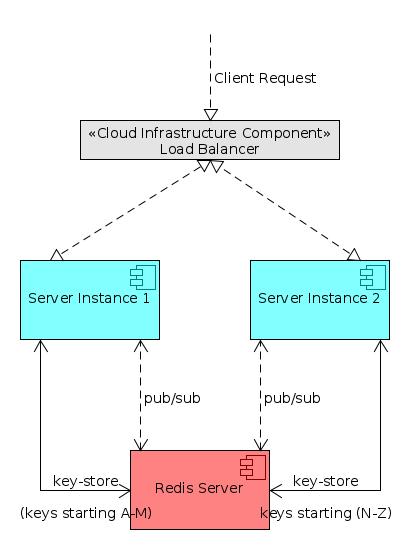 Client Request
«Cloud Infrastructure Component»
Load Balancer
Server Instance 1
Server Instance 2
pub/sub
pub/sub
key-store
key-store
Redis Server
(keys starting A-M)
keys starting (N-Z)